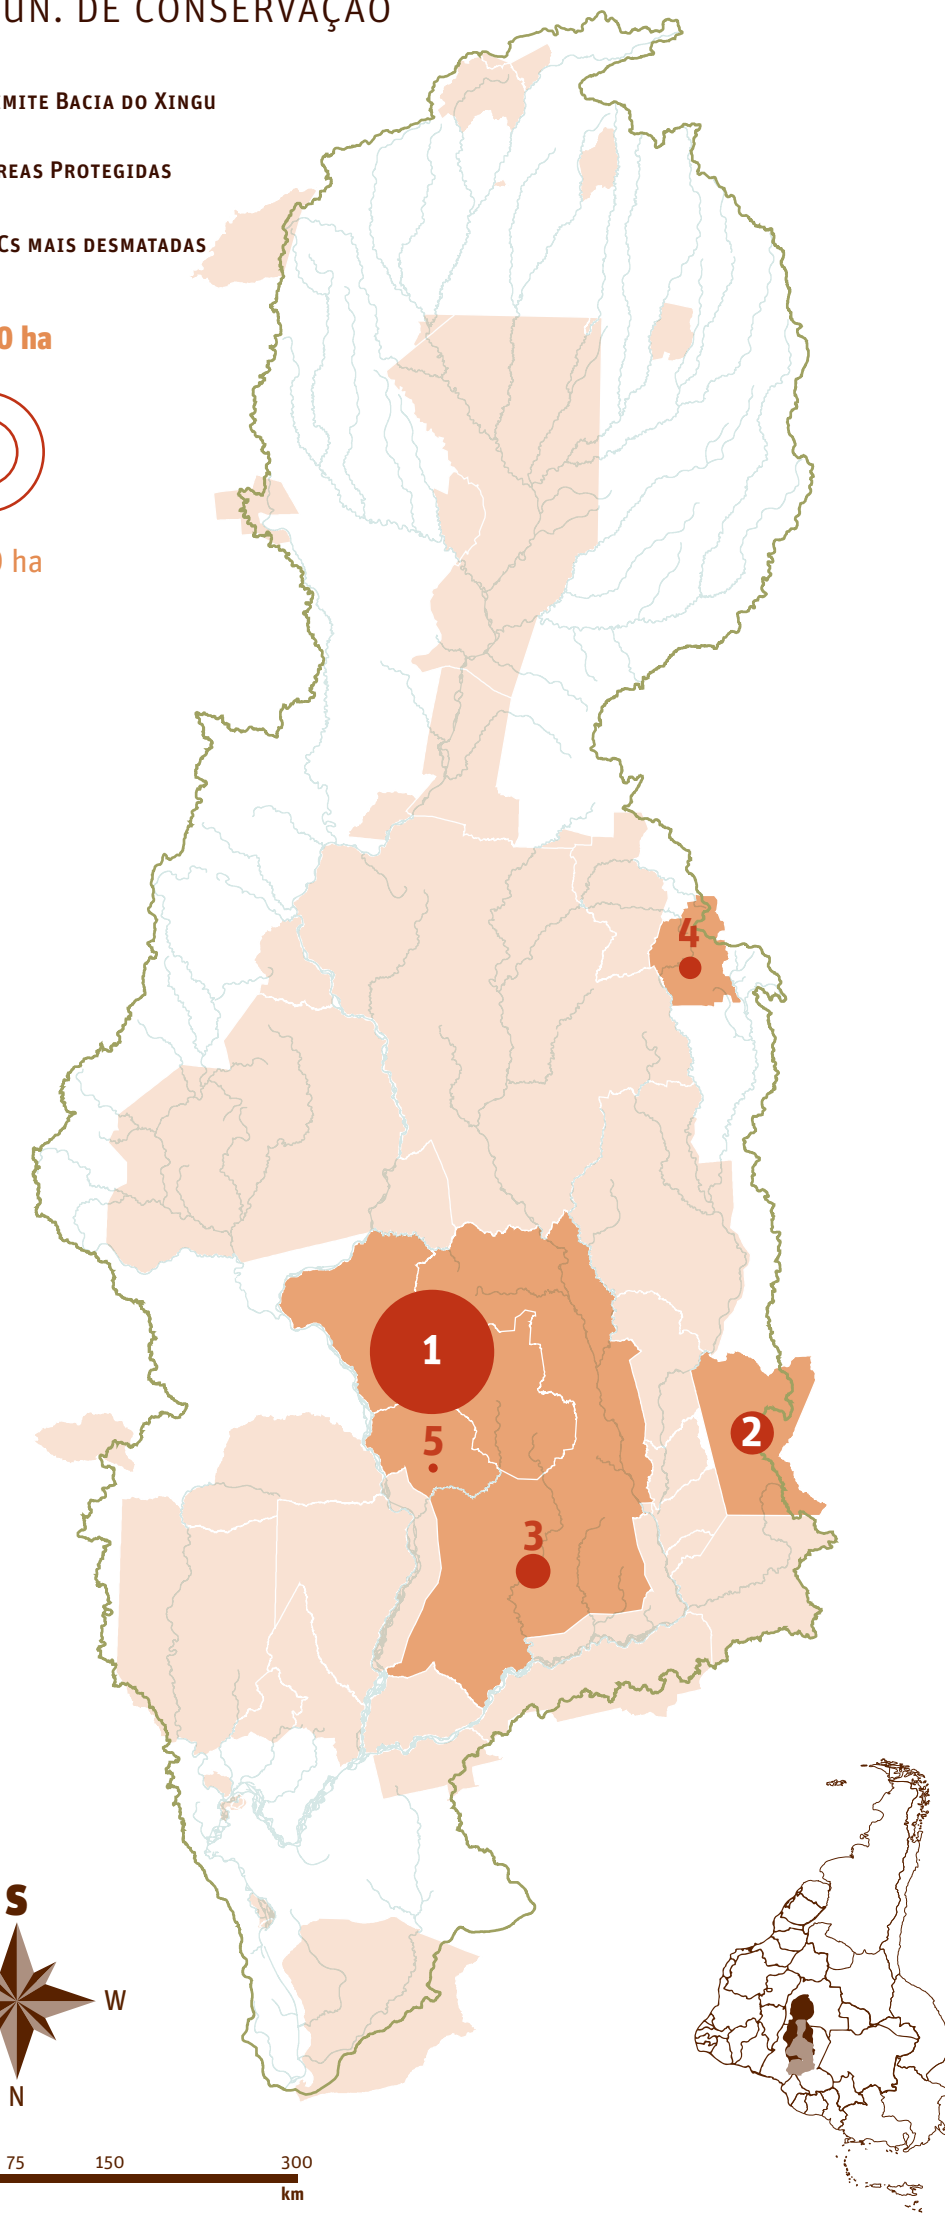 UN. DE CONSERVAÇÃO
MITE BACIA DO XINGU
REAS PROTEGIDAS
CS MAIS DESMATADAS
0 ha
ha
4
1
2
5
3
S
W
N
75 150 300
km